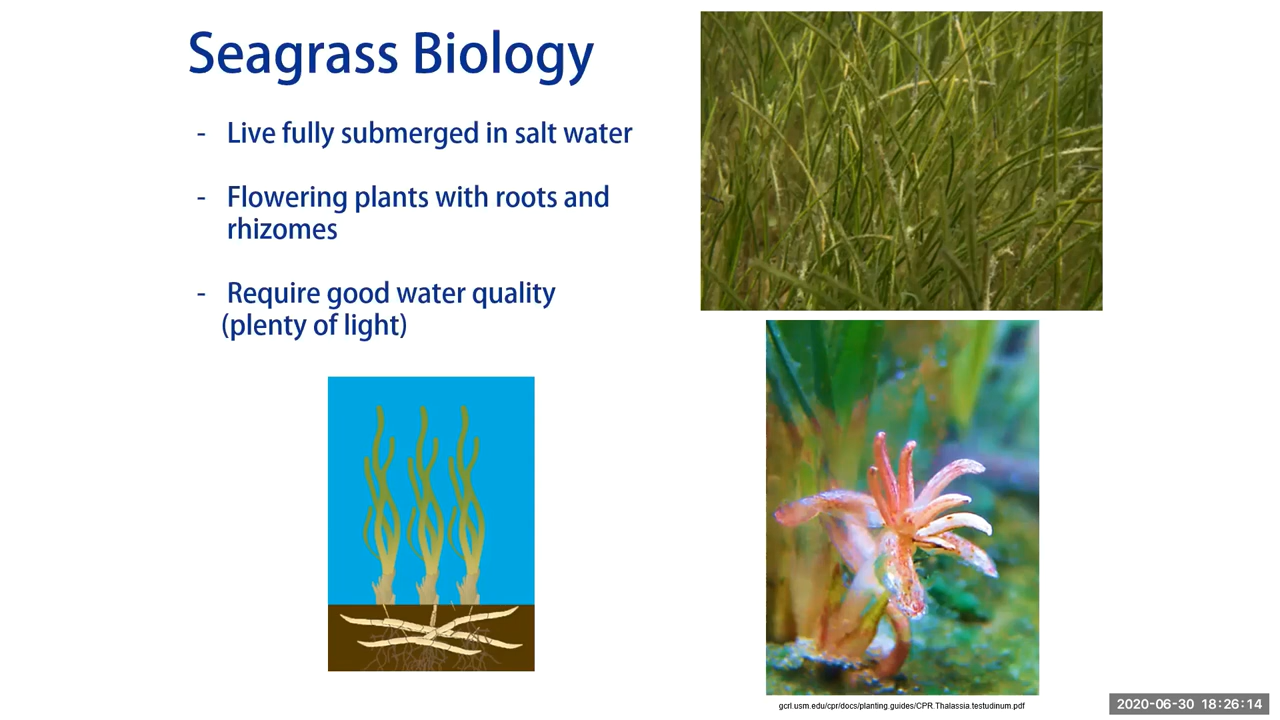 Seagrass Biology
- Live fully submerged in salt water
- Flowering plants with roots and
rhizomes
- Require good water quality
(plenty of light)
gcrl.usm.edu/cpr/docs/planting.guides/CPR.Thalassia.testudinum.pdf
2020-06-30 18:26:14